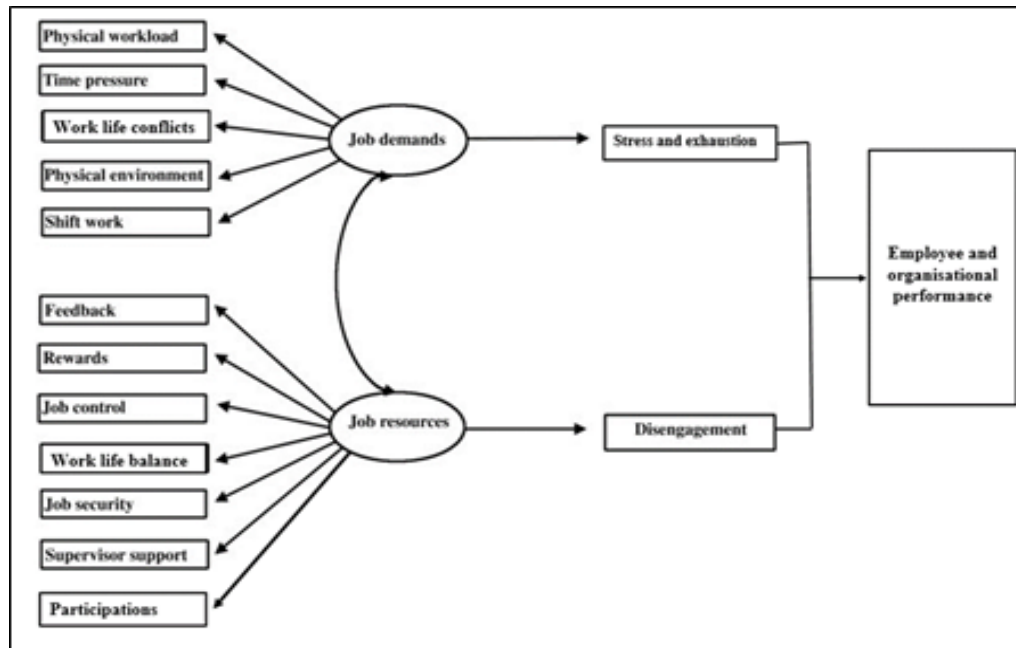 Physical workload
Time pressure
Work life conflicts
Physical environment
Shift work
Job demands
Stress and exhaustion
Feedback
Rewards
Job control
Work life balance
Job security
Supervisor support
Participations
Job resources
Disengagement
Employee and
organisational
performance